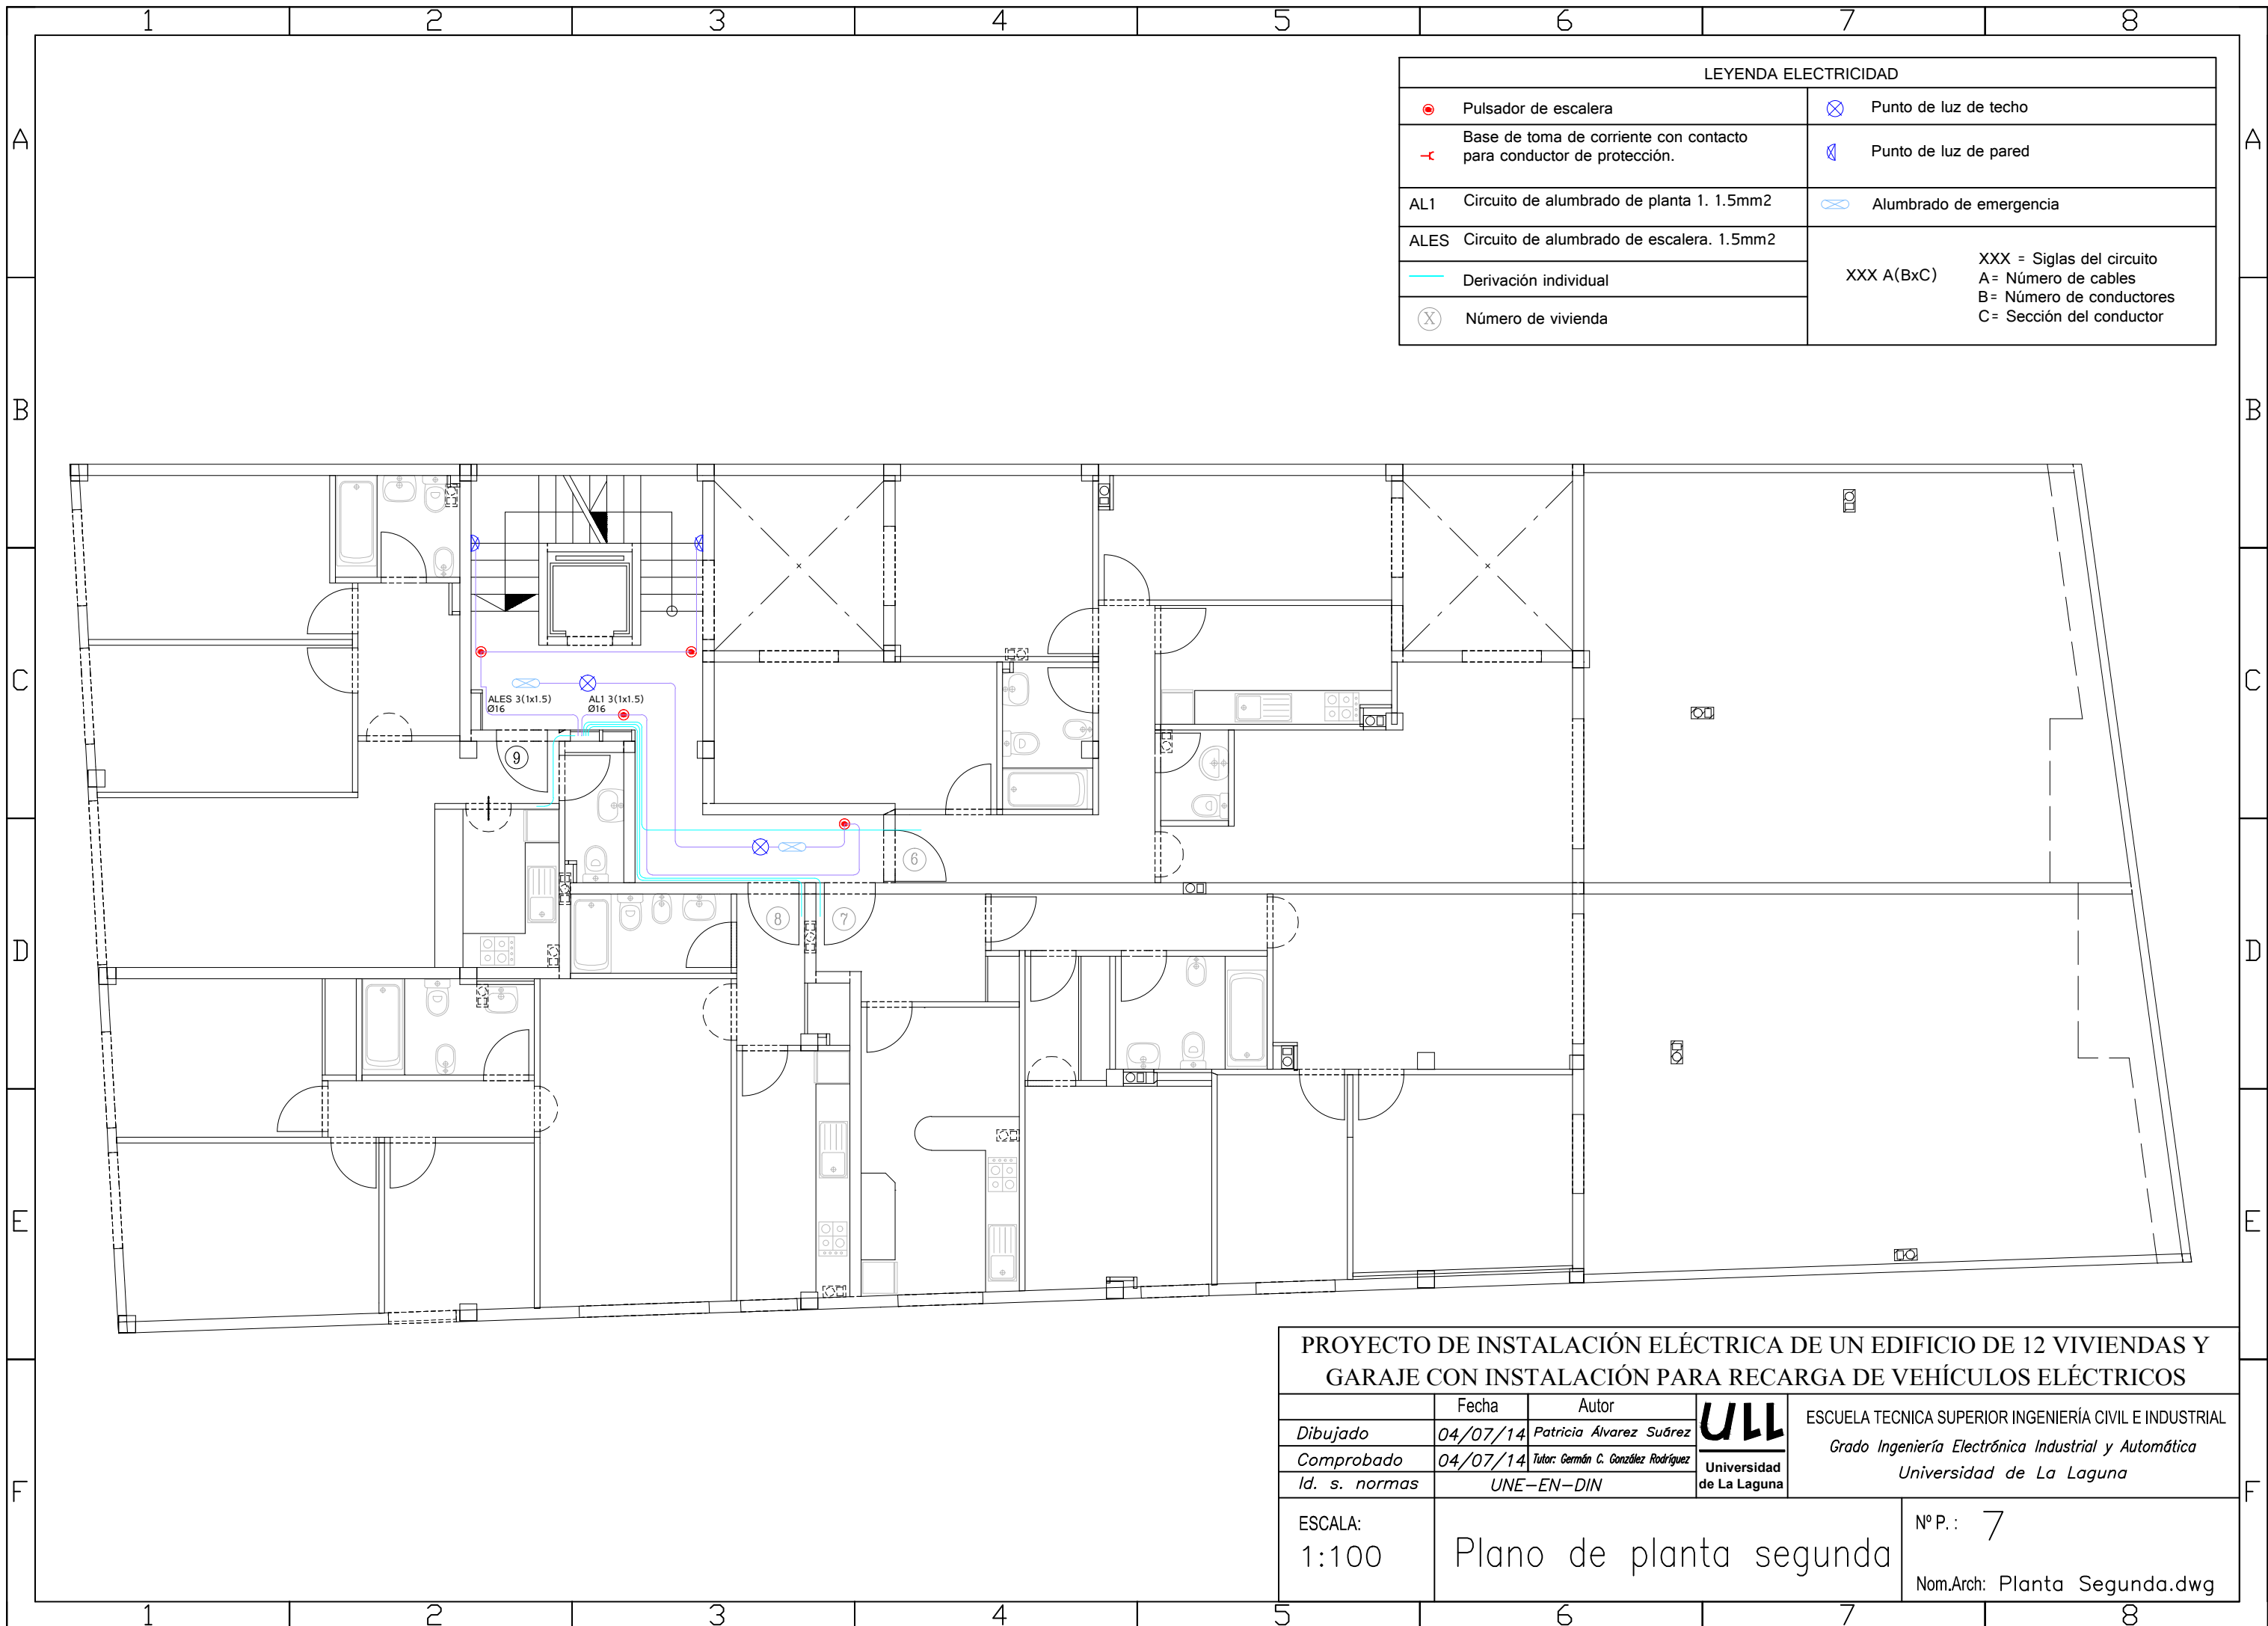 1 2 3 4 5 6 7 8
A A
B B
C C
D D
E E
F F
LEYENDA ELECTRICIDAD
Pulsador de escalera
Punto de luz de techo
Base de toma de corriente con contacto
para conductor de protección.
Punto de luz de pared
AL1 Circuito de alumbrado de planta 1. 1.5mm2
Alumbrado de emergencia
ALES Circuito de alumbrado de escalera. 1.5mm2
Derivación individual
X Número de vivienda
XXX A(BxC)
XXX = Siglas del circuito
A= Número de cables
B= Número de conductores
C= Sección del conductor
ALES 3(1x1.5)
Ø16
AL1 3(1x1.5)
Ø16
9
6
8
7
PROYECTO DE INSTALACIÓN ELÉCTRICA DE UN EDIFICIO DE 12 VIVIENDAS Y
GARAJE CON INSTALACIÓN PARA RECARGA DE VEHÍCULOS ELÉCTRICOS
Fecha Autor
Dibujado 04/07/14 Patricia Álvarez Suárez
Comprobado 04/07/14 Tutor: Germán C. González Rodríguez
Id. s. normas UNE-EN-DIN
ULL
Universidad
de La Laguna
ESCUELA TECNICA SUPERIOR INGENIERÍA CIVIL E INDUSTRIAL
Grado Ingeniería Electrónica Industrial y Automática
Universidad de La Laguna
ESCALA:
1:100
Plano de planta segunda
Nº P. : 7
Nom.Arch: Planta Segunda.dwg
1 2 3 4 5 6 7 8